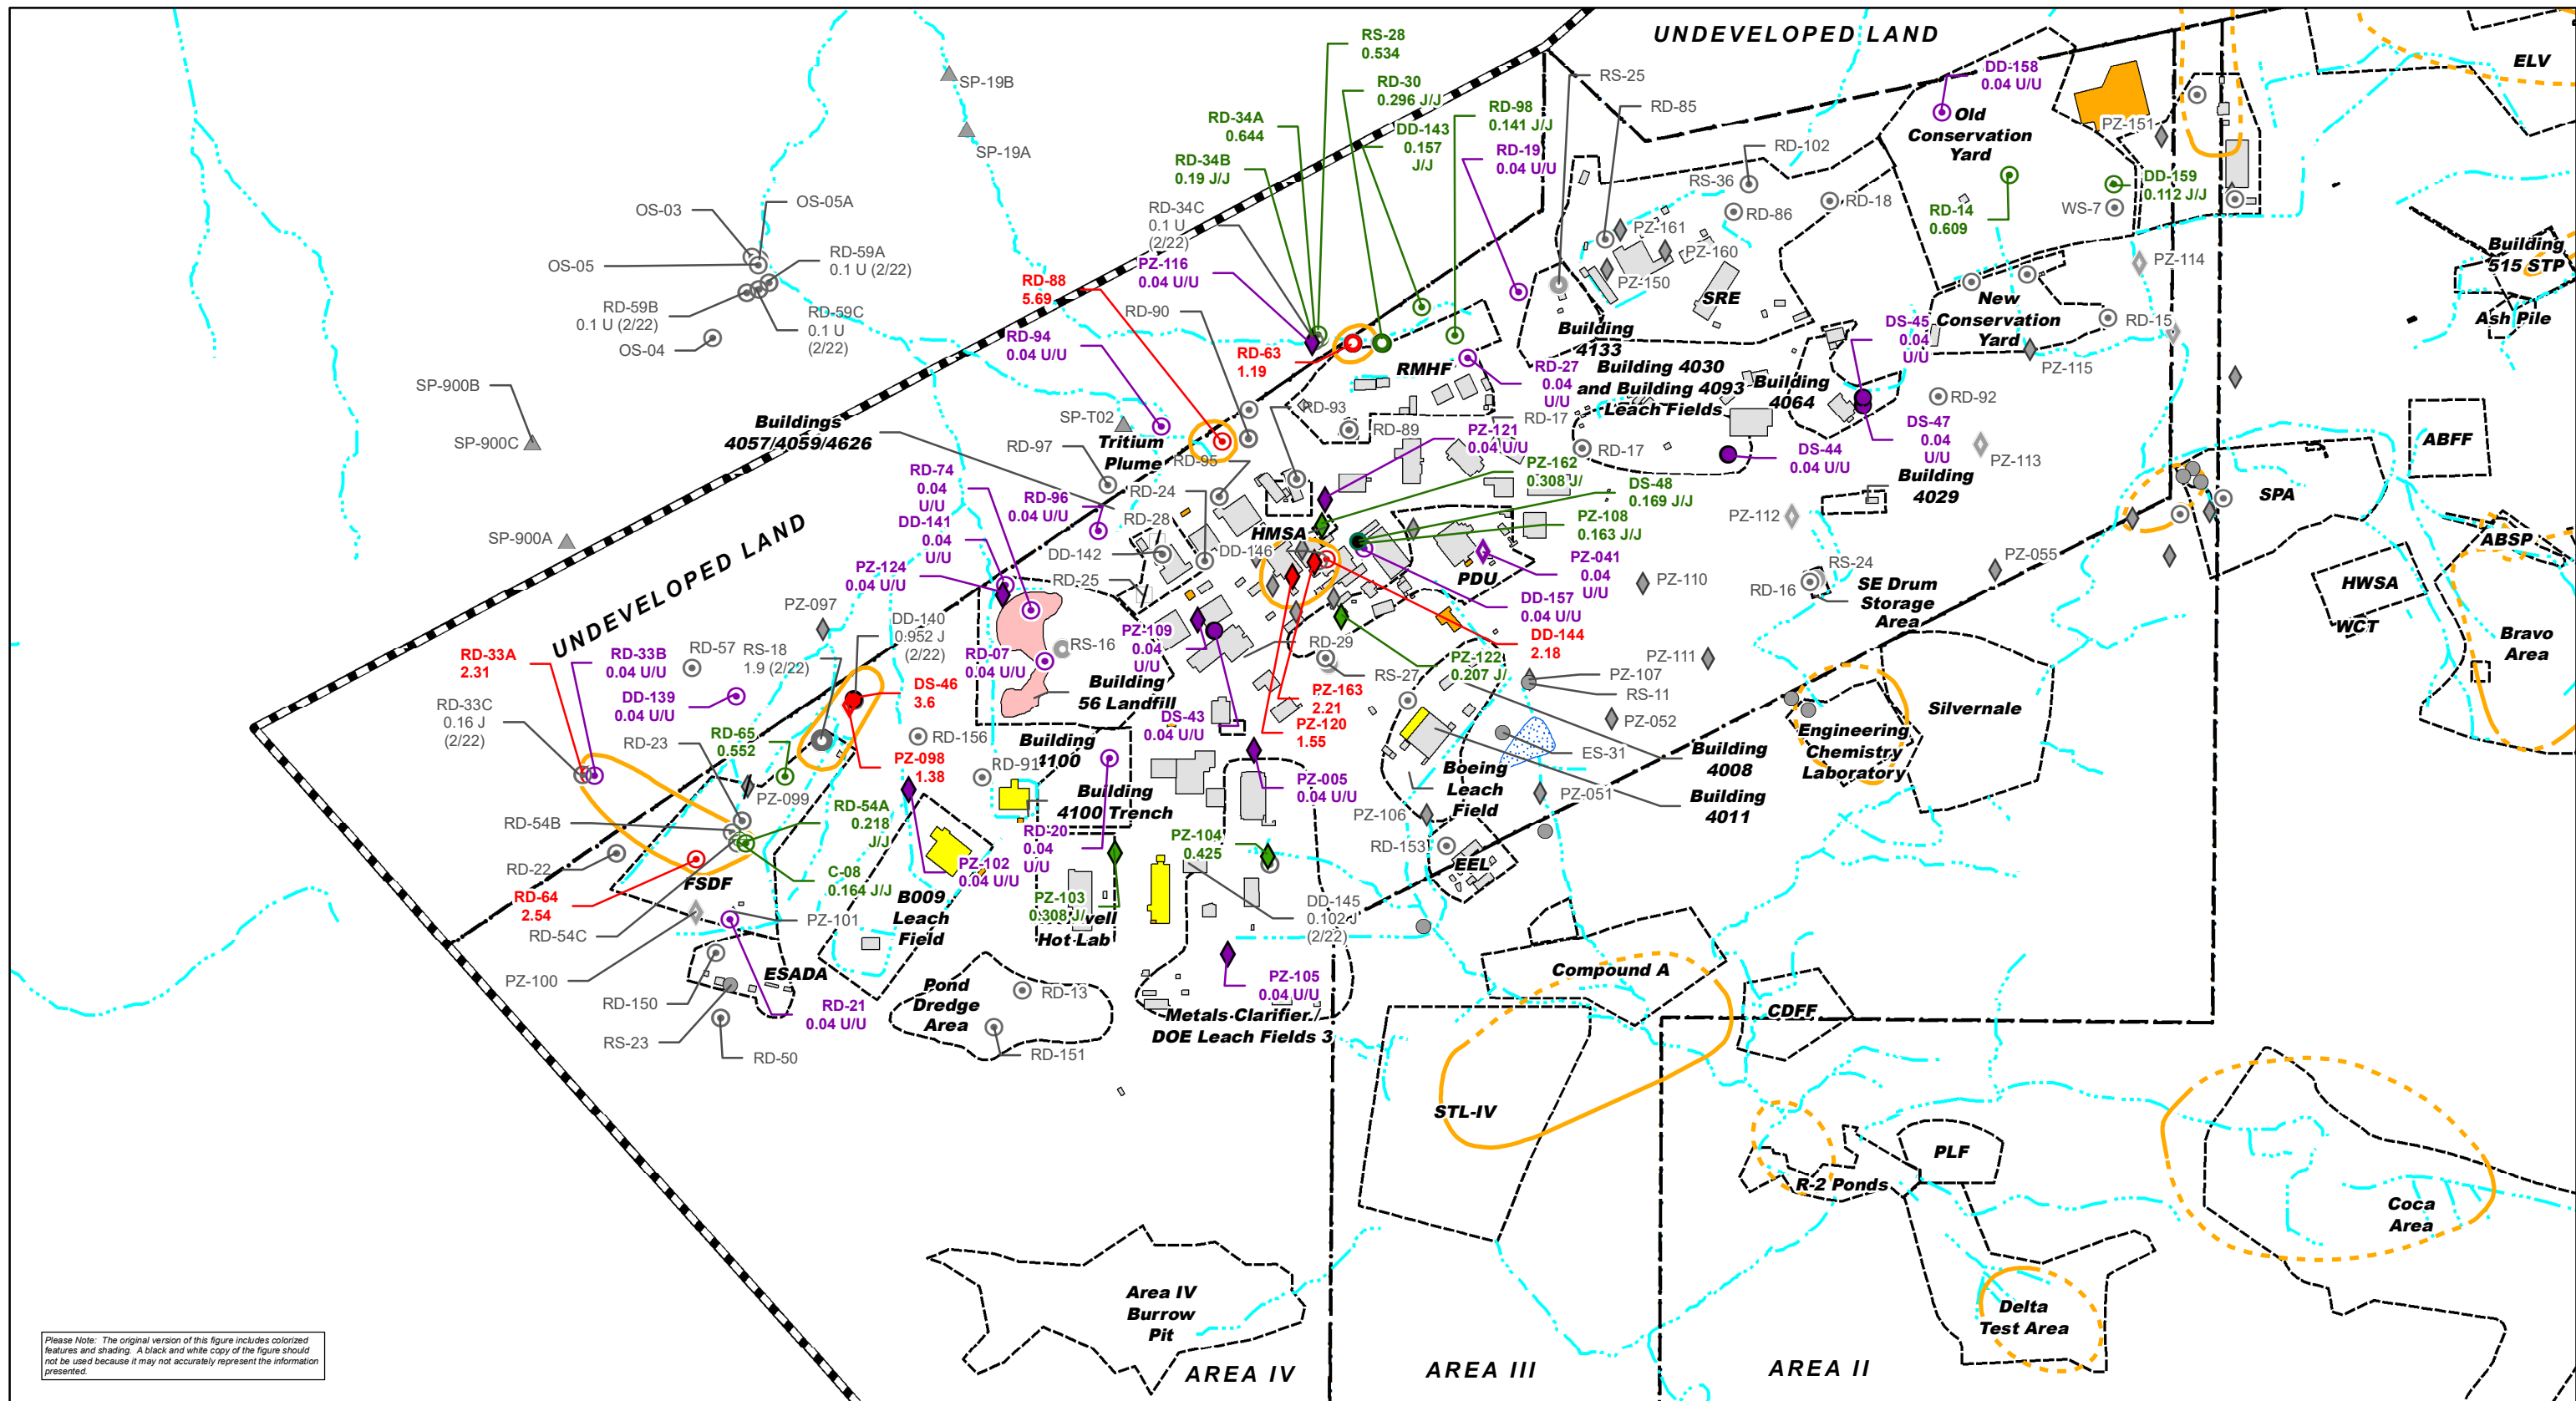 UNDEVELOPED LAND
ELV
RS-28
0.534
RS-25
DD-158
0.04 U/U
SP-19B
RD-30
0.296 J/J
RD-85
RD-98
0.141 J/J
RD-34A
0.644
DD-143
0.157
J/J
Old
Conservation
Yard
PZ-151
SP-19A
RD-34B
0.19 J/J
RD-19
0.04 U/U
RD-102
RS-36
DD-159
0.112 J/J
OS-03
OS-05A
RD-34C
0.1 U
(2/22)
RD-86
RD-18
RD-14
0.609
WS-7
PZ-161
PZ-160
PZ-150
SRE
OS-05
RD-59A
0.1 U (2/22)
PZ-116
0.04 U/U
PZ-114
Building
515 STP
RD-88
5.69
RD-59B
0.1 U (2/22)
RD-59C
0.1 U
(2/22)
RD-90
New
Conservation
Yard
RD-15
Ash Pile
OS-04
RD-94
0.04 U/U
RD-63
1.19
RMHF
Building
4133
DS-45
0.04
U/U
PZ-115
SP-900B
RD-27
0.04
U/U
Building 4030
and Building 4093
Leach Fields
Building
4064
RD-92
SP-900C
Buildings
4057/4059/4626
SP-T02
Tritium
Plume
RD-93
RD-89
RD-17
RD-17
PZ-121
0.04 U/U
DS-44
0.04 U/U
DS-47
0.04
U/U
PZ-113
ABFF
RD-97
RD-95
RD-74
0.04
U/U
RD-96
0.04 U/U
RD-24
PZ-162
0.308 J/
DS-48
0.169 J/J
Building
4029
SPA
RD-28
HMSA
PZ-108
0.163 J/J
PZ-112
SP-900A
DD-141
0.04
U/U
DD-142
DD-146
PDU
PZ-041
0.04
U/U
ABSP
UNDEVELOPED LAND
PZ-124
0.04 U/U
RD-25
PZ-110
RS-24
RD-16
PZ-055
HWSA
SE Drum
Storage
Area
PZ-097
DD-140
0.952 J
(2/22)
DD-157
0.04 U/U
WCT
Bravo
Area
RD-57
RS-18
1.9 (2/22)
RD-33A
2.31
RD-33B
0.04 U/U
RD-07
0.04 U/U
RS-16
PZ-109
0.04
U/U
RD-29
DD-144
2.18
PZ-111
DD-139
0.04 U/U
DS-46
3.6
Building
56 Landfill
RS-27
PZ-122
0.207 J/
PZ-107
RS-11
RD-33C
0.16 J
(2/22)
RD-23
RD-65
0.552
RD-156
DS-43
0.04 U/U
PZ-163
2.21
PZ-120
1.55
PZ-052
Silvernale
Engineering
Chemistry
Laboratory
PZ-098
1.38
RD-91
Building
4100
ES-31
Building
4008
PZ-099
PZ-005
0.04 U/U
Boeing
Leach
Field
PZ-051
Building
4011
Building
4100 Trench
RD-54A
0.218
J/J
RD-54B
PZ-106
RD-20
0.04
U/U
PZ-104
0.425
RD-153
RD-22
EEL
FSDF
C-08
0.164 J/J
PZ-102
0.04 U/U
RD-64
2.54
B009
Leach
Field
PZ-103
0.308 J/
Hot Lab
DD-145
0.102 J
(2/22)
PZ-101
RD-54C
PZ-100
ESADA
PZ-105
0.04 U/U
Compound A
RD-150
Pond
Dredge
Area
RD-13
RD-21
0.04 U/U
Metals Clarifier /
DOE Leach Fields 3
CDFF
RS-23
RD-50
RD-151
STL-IV
PLF
R-2 Ponds
Coca
Area
Area IV
Burrow
Pit
Delta
Test Area
AREA IV
AREA III
AREA II
Please Note: The original version of this figure includes colorized
features and shading. A black and white copy of the figure should
not be used because it may not accurately represent the information
presented.